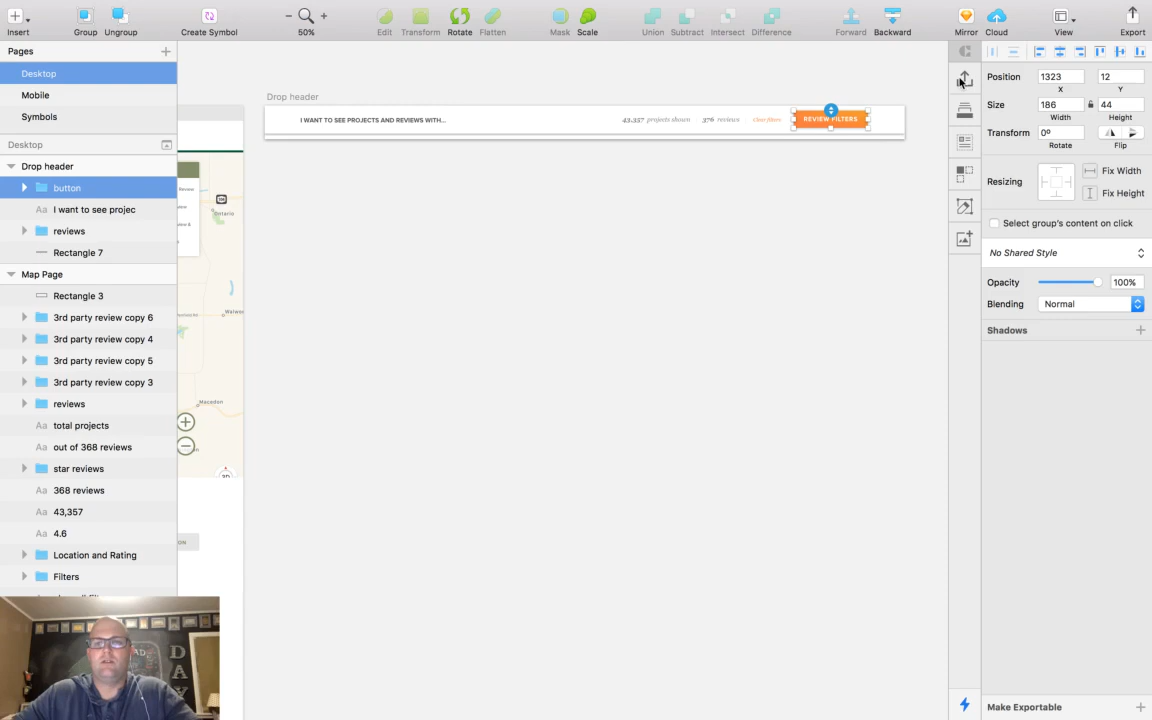 Insert
Group
Ungroup
Create Symbol
50%
Edit
Transform
Rotate
Flatten
Mask
Scale
Union
Subtract
Intersect
Difference
Forward
Backward
Mirror
Cloud
View
Export
Pages
Desktop
Mobile
Symbols
Desktop
Drop header
button
I want to see projec
reviews
Rectangle 7
Map Page
Rectangle 3
3rd party review copy 6
3rd party review copy 4
3rd party review copy 5
3rd party review copy 3
reviews
total projects
out of 368 reviews
star reviews
368 reviews
43,357
4.6
Location and Rating
Filters
Drop header
I WANT TO SEE PROJECTS AND REVIEWS WITH...
43,357 projects shown
376 reviews
Clear filters
REVIEW FILTERS
Review
Ontario
Macedon
ON
Position
1323
12
X
Y
Size
186
44
Width
Height
Transform
0º
Rotate
Flip
Resizing
Fix Width
Fix Height
Select group's content on click
No Shared Style
Opacity
100%
Blending
Normal
Shadows
Make Exportable